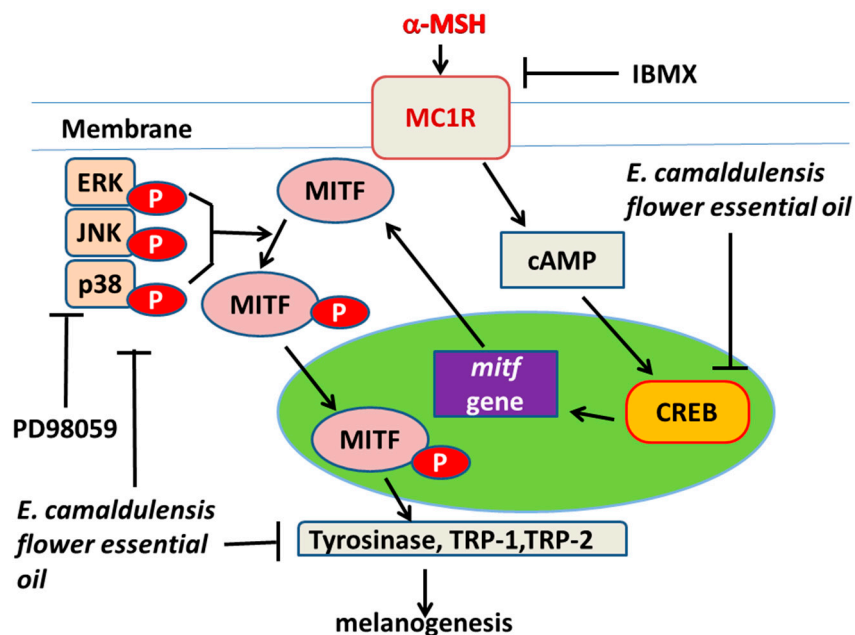 α-MSH
IBMX
MC1R
Membrane
ERK
P
JNK
P
p38
P
MITF
MITF
P
E. camaldulensis
flower essential oil
cAMP
mitf
gene
CREB
MITF
P
PD98059
E. camaldulensis
flower essential
oil
Tyrosinase, TRP-1,TRP-2
melanogenesis